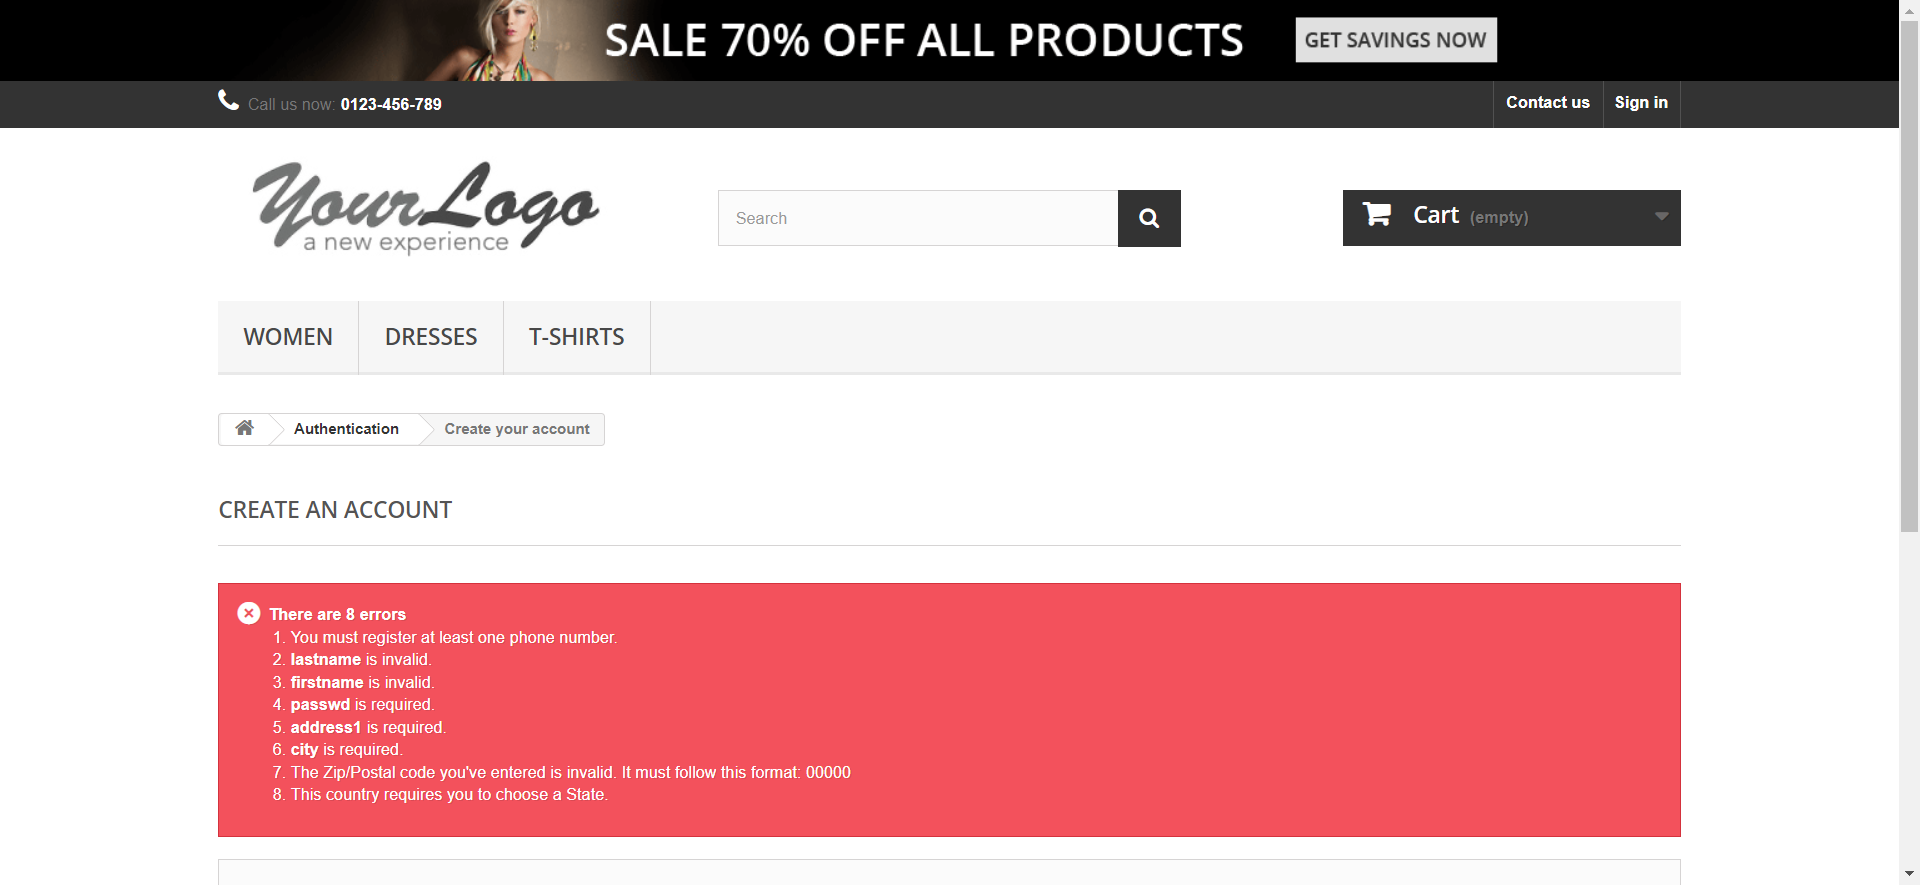 SALE 70% OFF ALL PRODUCTS GET SAVINGS NOW
Call us now: 0123-456-789 Contact us Sign in
YourLogo
a new experience
Search
Cart (empty)
WOMEN DRESSES T-SHIRTS
Authentication Create your account
CREATE AN ACCOUNT
There are 8 errors
1. You must register at least one phone number.
2. lastname is invalid.
3. firstname is invalid.
4. passwd is required.
5. address1 is required.
6. city is required.
7. The Zip/Postal code you've entered is invalid. It must follow this format: 00000
8. This country requires you to choose a State.